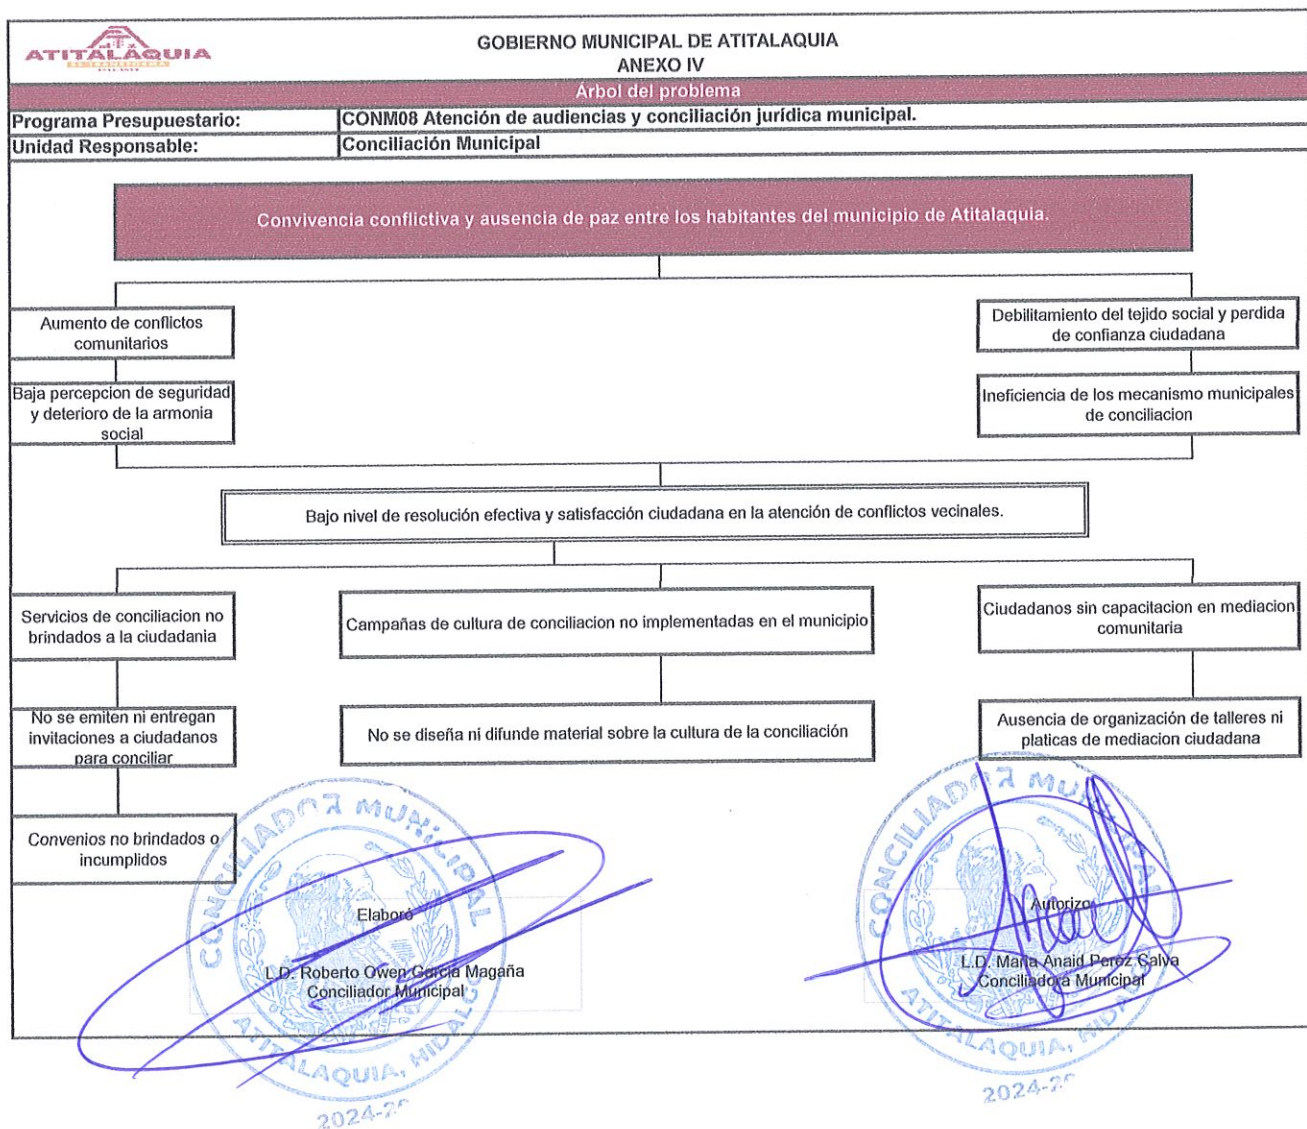 ATITALAQUIA
SE TRANSFORMA
GOBIERNO MUNICIPAL DE ATITALAQUIA
ANEXO IV
Árbol del problema
Programa Presupuestario: CONM08 Atención de audiencias y conciliación jurídica municipal.
Unidad Responsable: Conciliación Municipal
Convivencia conflictiva y ausencia de paz entre los habitantes del municipio de Atitalaquia.
Aumento de conflictos
comunitarios
Debilitamiento del tejido social y perdida
de confianza ciudadana
Baja percepcion de seguridad
y deterioro de la armonia
social
Ineficiencia de los mecanismo municipales
de conciliacion
Bajo nivel de resolución efectiva y satisfacción ciudadana en la atención de conflictos vecinales.
Servicios de conciliacion no
brindados a la ciudadania
Campañas de cultura de conciliacion no implementadas en el municipio
Ciudadanos sin capacitacion en mediacion
comunitaria
No se emiten ni entregan
invitaciones a ciudadanos
para conciliar
No se diseña ni difunde material sobre la cultura de la conciliación
Ausencia de organización de talleres ni
platicas de mediacion ciudadana
Convenios no brindados o
incumplidos
CONCILIADOR MUNICIPAL
Elaboró
L.D. Roberto Owen García Magaña
Conciliador Municipal
ATITALAQUIA, HIDALGO
CONCILIADOR MUNICIPAL
Autorizo
L.D. Maria Anaid Peréz Salva
Conciliadora Municipal
ATITALAQUIA,